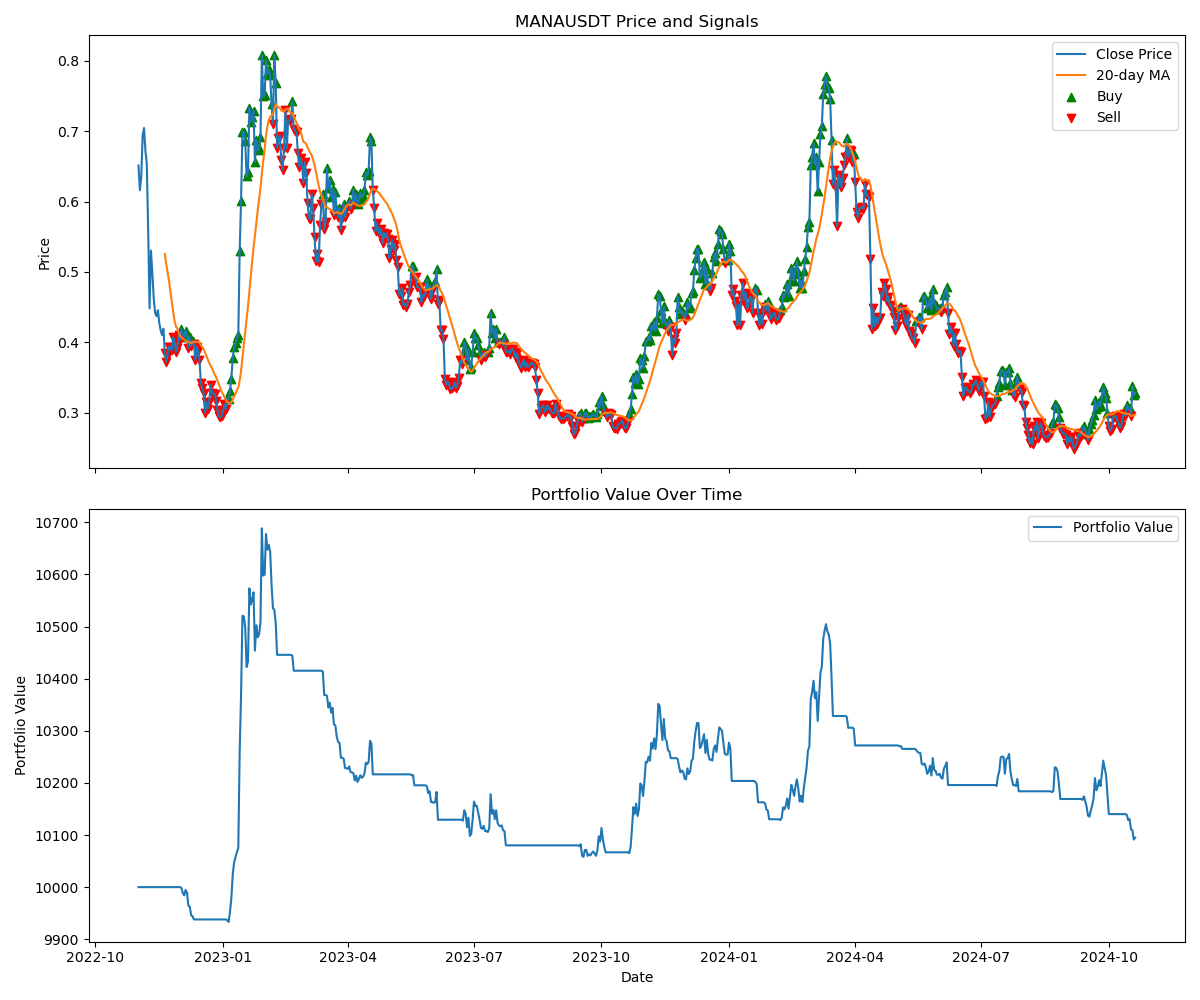 MANAUSDT Price and Signals
Price
0.8
0.7
0.6
0.5
0.4
0.3
Close Price
20-day MA
Buy
Sell
Portfolio Value Over Time
Portfolio Value
10700
10600
10500
10400
10300
10200
10100
10000
9900
Portfolio Value
2022-10
2023-01
2023-04
2023-07
2023-10
2024-01
2024-04
2024-07
2024-10
Date